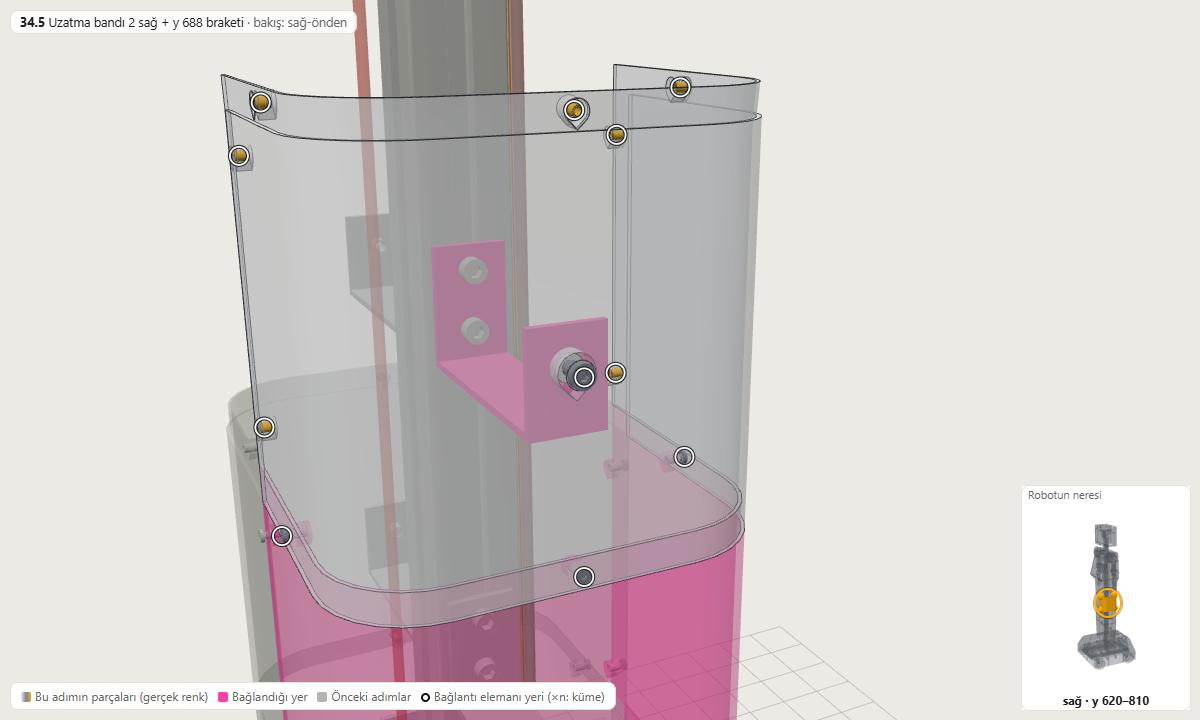 34.5 Uzatma bandı 2 sağ + y 688 braketi · bakış: sağ-önden
Robotun neresi
sağ · y 620–810
Bu adımın parçaları (gerçek renk) Bağlandığı yer Önceki adımlar Bağlantı elemanı yeri (×n: küme)